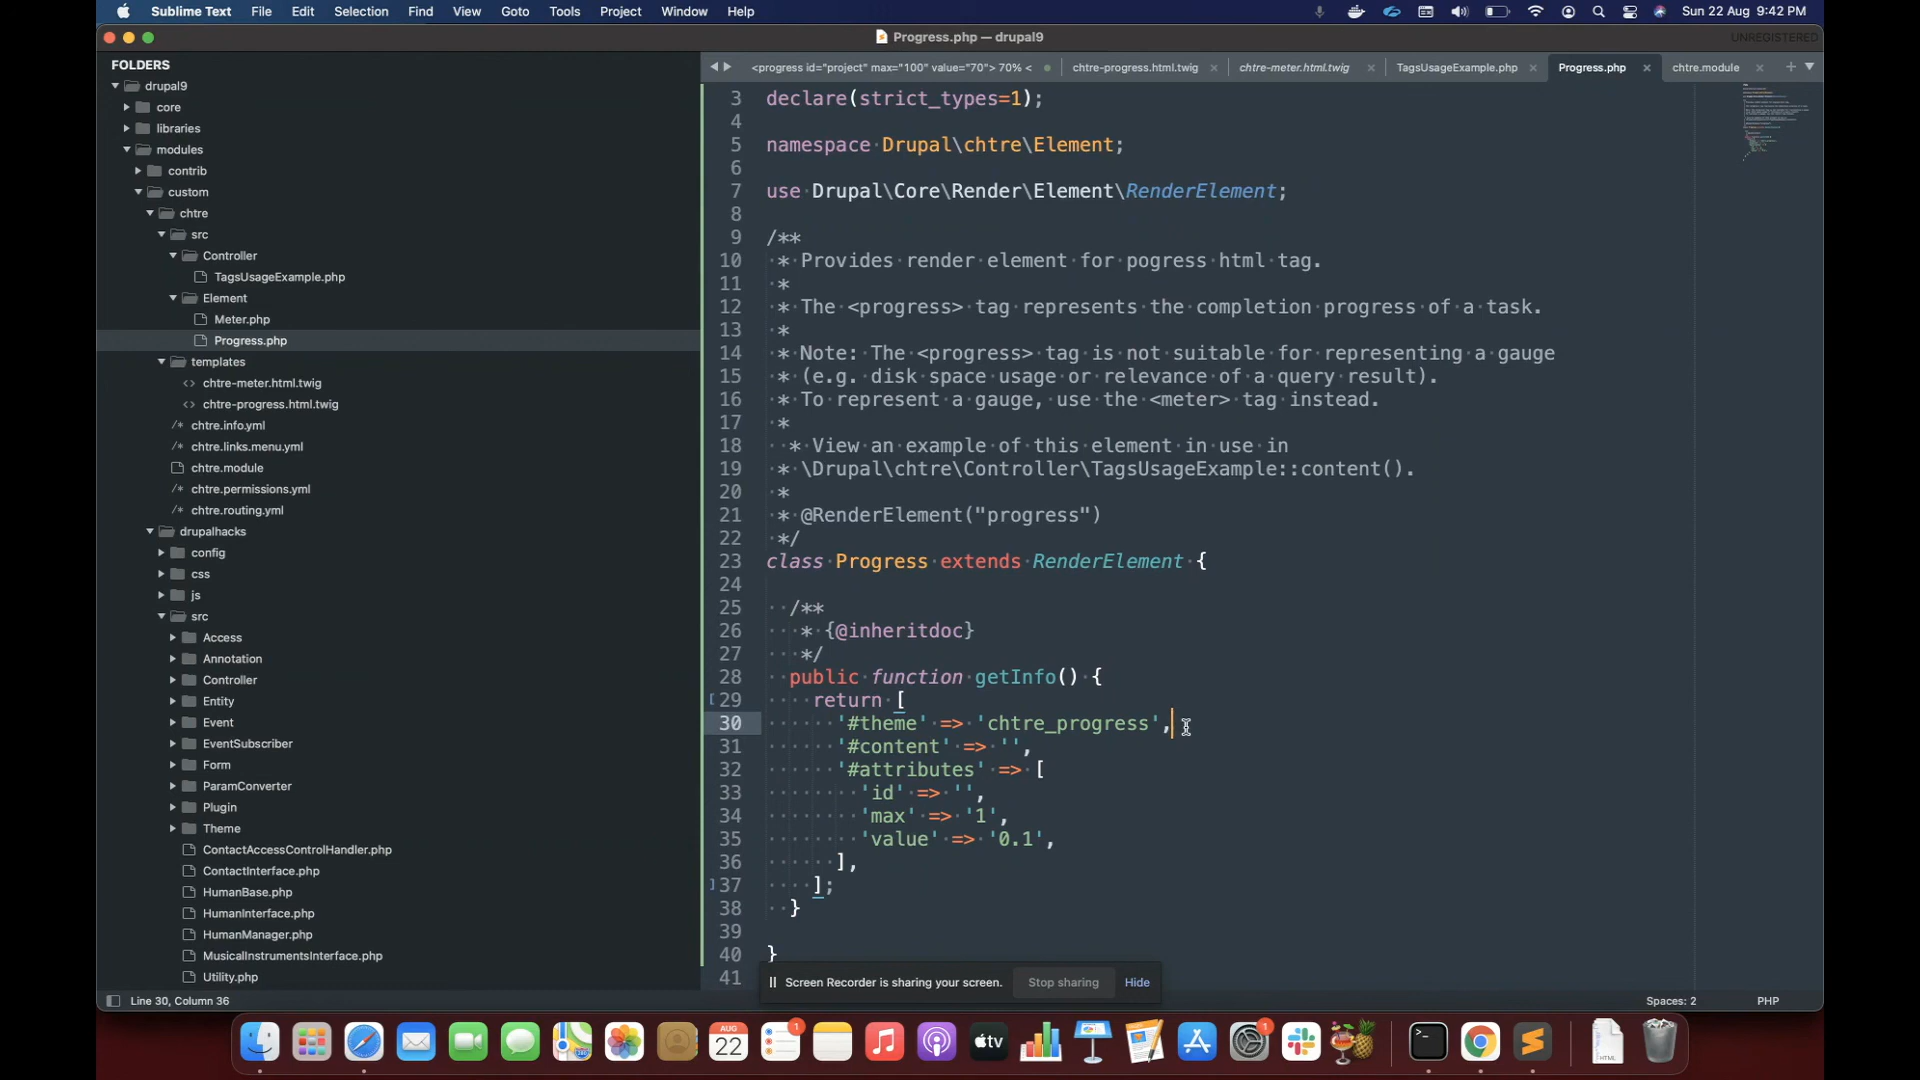 Sublime Text File Edit Selection Find View Goto Tools Project Window Help Sun 22 Aug 9:42 PM
Progress.php — drupal9 UNREGISTERED
FOLDERS
drupal9
core
libraries
modules
contrib
custom
chtre
src
Controller
TagsUsageExample.php
Element
Meter.php
Progress.php
templates
chtre-meter.html.twig
chtre-progress.html.twig
chtre.info.yml
chtre.links.menu.yml
chtre.module
chtre.permissions.yml
chtre.routing.yml
drupalhacks
config
css
js
src
Access
Annotation
Controller
Entity
Event
EventSubscriber
Form
ParamConverter
Plugin
Theme
ContactAccessControlHandler.php
ContactInterface.php
HumanBase.php
HumanInterface.php
HumanManager.php
MusicalInstrumentsInterface.php
Utility.php
<progress id="project" max="100" value="70"> 70% < chtre-progress.html.twig chtre-meter.html.twig TagsUsageExample.php Progress.php chtre.module
3 declare(strict_types=1);
4
5 namespace Drupal\chtre\Element;
6
7 use Drupal\Core\Render\Element\RenderElement;
8
9 /**
10 * Provides render element for pogress html tag.
11 *
12 * The <progress> tag represents the completion progress of a task.
13 *
14 * Note: The <progress> tag is not suitable for representing a gauge
15 * (e.g. disk space usage or relevance of a query result).
16 * To represent a gauge, use the <meter> tag instead.
17 *
18 * View an example of this element in use in
19 * \Drupal\chtre\Controller\TagsUsageExample::content().
20 *
21 * @RenderElement("progress")
22 */
23 class Progress extends RenderElement {
24
25 /**
26 * {@inheritdoc}
27 */
28 public function getInfo() {
29 return [
30 '#theme' => 'chtre_progress',
31 '#content' => '',
32 '#attributes' => [
33 'id' => '',
34 'max' => '1',
35 'value' => '0.1',
36 ],
37 ];
38 }
39
40 }
41
Screen Recorder is sharing your screen. Stop sharing Hide
Line 30, Column 36 Spaces: 2 PHP
AUG
22
1
tv
1
HTML